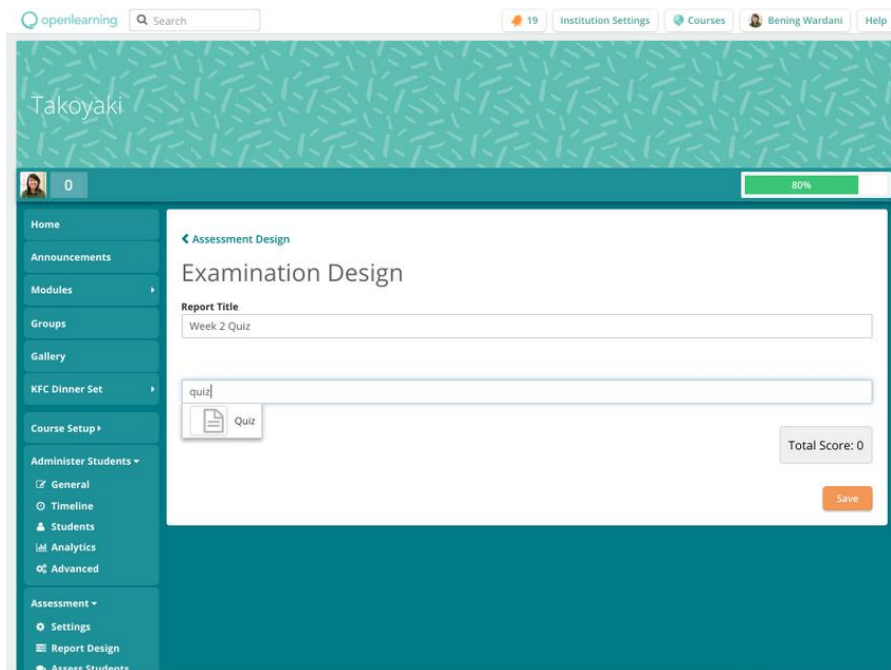 openlearning
Search
19
Institution Settings
Courses
Bening Wardani
Help
Takoyaki
0
80%
Home
Announcements
Modules
Groups
Gallery
KFC Dinner Set
Course Setup
Administer Students
General
Timeline
Students
Analytics
Advanced
Assessment
Settings
Report Design
Assess Students
Assessment Design
Examination Design
Report Title
Week 2 Quiz
quiz
Quiz
Total Score: 0
Save